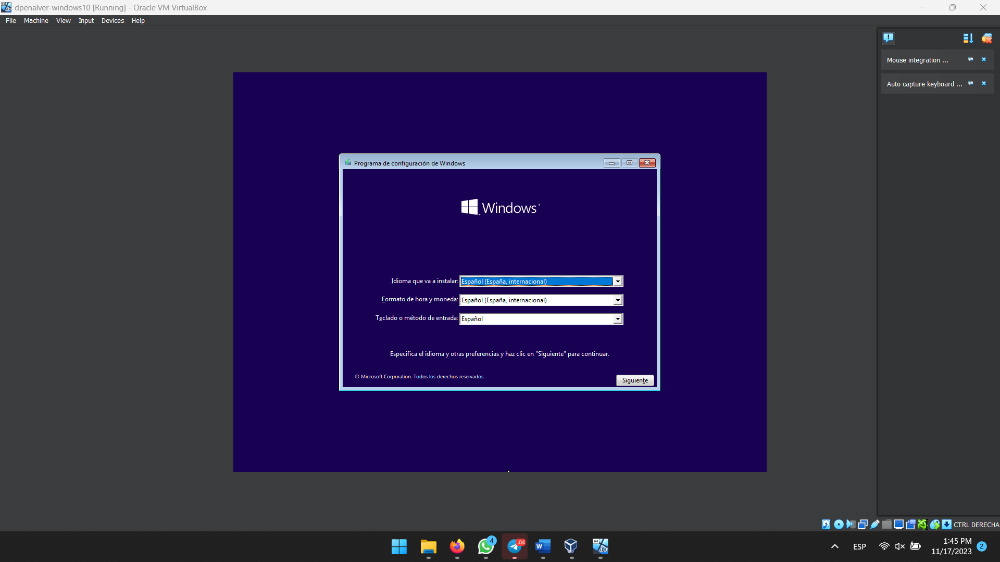 dpenalver-windows10 [Running] - Oracle VM VirtualBox
File Machine View Input Devices Help
Mouse integration ...
Auto capture keyboard ...
Programa de configuración de Windows
Windows
Idioma que va a instalar: Español (España, internacional)
Formato de hora y moneda: Español (España, internacional)
Teclado o método de entrada: Español
Especifica el idioma y otras preferencias y haz clic en "Siguiente" para continuar.
© Microsoft Corporation. Todos los derechos reservados.
Siguiente
CTRL DERECHA
4
..04
W
64
10
ESP
1:45 PM
11/17/2023
2